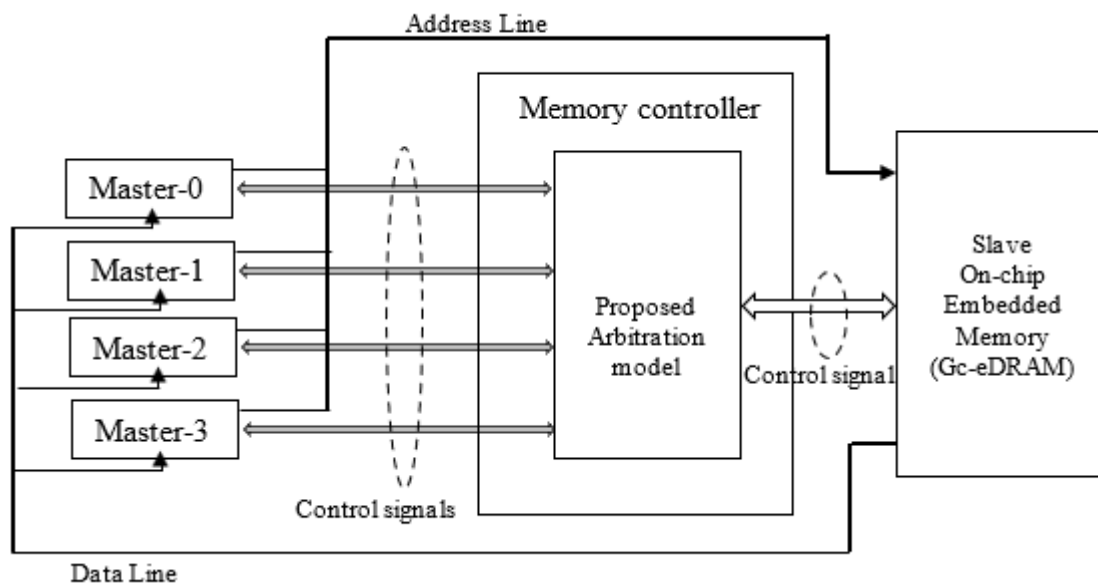 Address Line
Memory controller
Master-0
Master-1
Master-2
Master-3
Proposed
Arbitration
model
Control signals
Control signal
Slave
On-chip
Embedded
Memory
(Gc-eDRAM)
Data Line